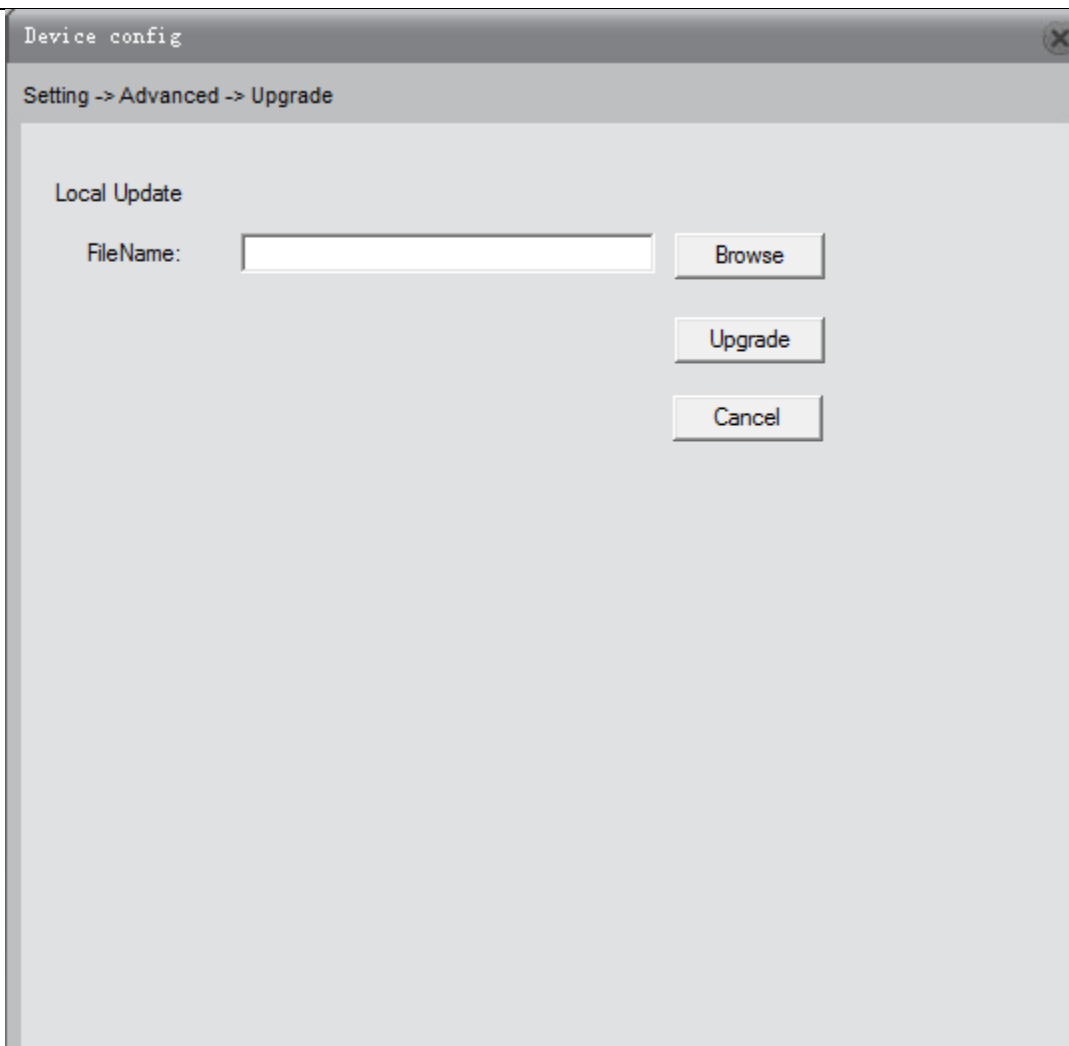 Device config
Setting -> Advanced -> Upgrade
Local Update
FileName:
Browse
Upgrade
Cancel